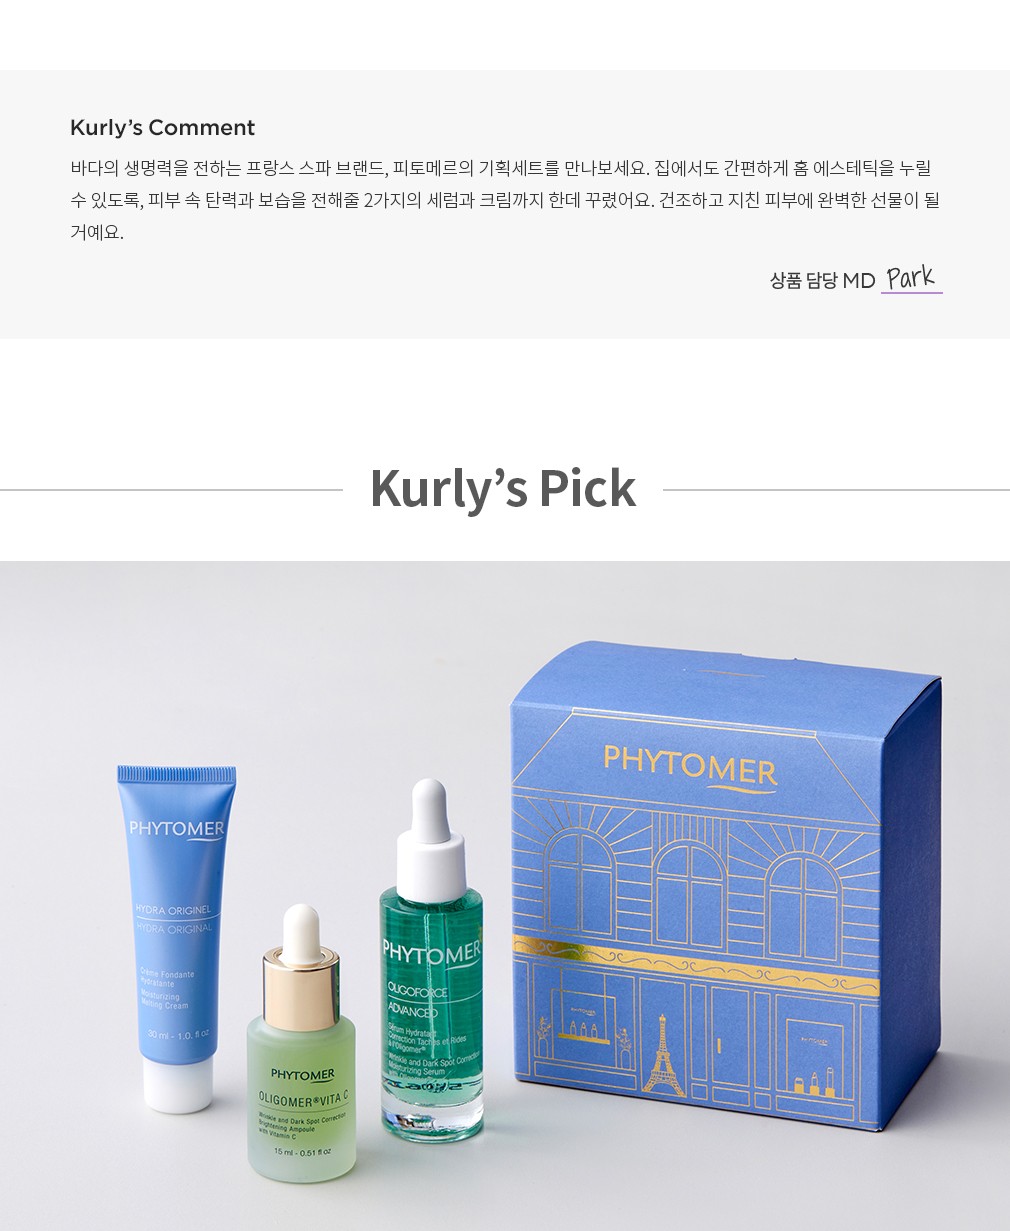 Kurly’s Comment
바다의 생명력을 전하는 프랑스 스파 브랜드, 피토메르의 기획세트를 만나보세요. 집에서도 간편하게 홈 에스테틱을 누릴
수 있도록, 피부 속 탄력과 보습을 전해줄 2가지의 세럼과 크림까지 한데 꾸렸어요. 건조하고 지친 피부에 완벽한 선물이 될
거예요.
상품 담당 MD Park
Kurly’s Pick
PHYTOMER
HYDRA ORIGINEL
HYDRA ORIGINAL
Crème Fondante
Hydratante
Moisturizing
Melting Cream
30 ml - 1.0. fl oz
PHYTOMER
OLIGOMER®VITA C
Wrinkle and Dark Spot Correction
Brightening Ampoule
with Vitamin C
15 ml - 0.51 fl oz
PHYTOMER
OLIGOFORCE
ADVANCED
Sérum Hydratant
Correction Taches et Rides
à l'Oligomer®
Wrinkle and Dark Spot Correction
Moisturizing Serum
PHYTOMER
PHYTOMER
PHYTOMER